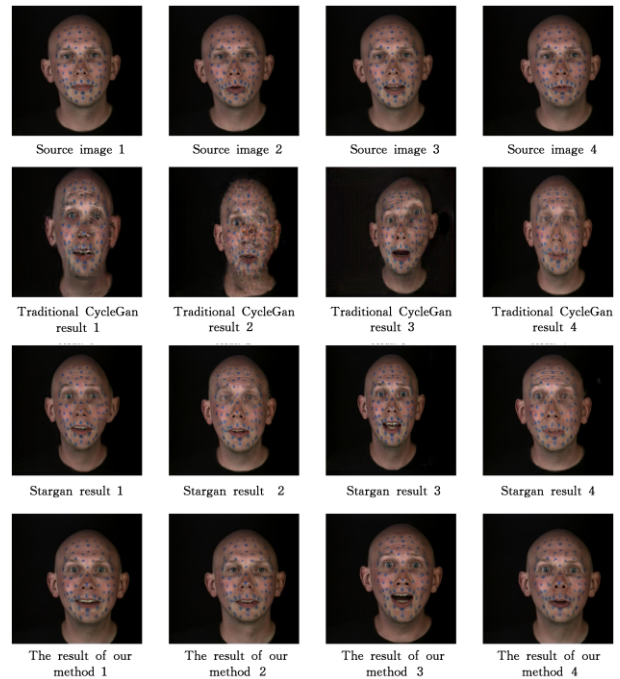 Source image 1
Source image 2
Source image 3
Source image 4
Traditional CycleGan
result 1
Traditional CycleGan
result 2
Traditional CycleGan
result 3
Traditional CycleGan
result 4
Stargan result 1
Stargan result 2
Stargan result 3
Stargan result 4
The result of our
method 1
The result of our
method 2
The result of our
method 3
The result of our
method 4